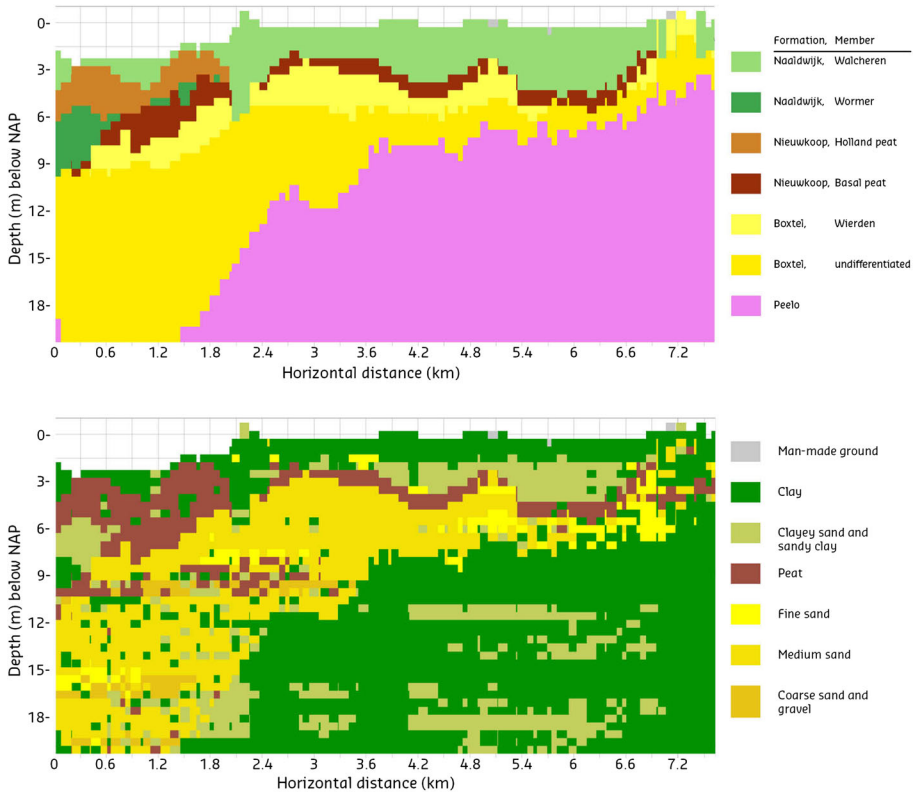 0-
3-
6-
9-
12-
15-
18-
Depth (m) below NAP
0 0.6 1.2 1.8 2.4 3 3.6 4.2 4.8 5.4 6 6.6 7.2
Horizontal distance (km)
Formation, Member
Naaldwijk, Walcheren
Naaldwijk, Wormer
Nieuwkoop, Holland peat
Nieuwkoop, Basal peat
Boxtel, Wierden
Boxtel, undifferentiated
Peelo
0-
3-
6-
9-
12-
15-
18-
Depth (m) below NAP
0 0.6 1.2 1.8 2.4 3 3.6 4.2 4.8 5.4 6 6.6 7.2
Horizontal distance (km)
Man-made ground
Clay
Clayey sand and
sandy clay
Peat
Fine sand
Medium sand
Coarse sand and
gravel